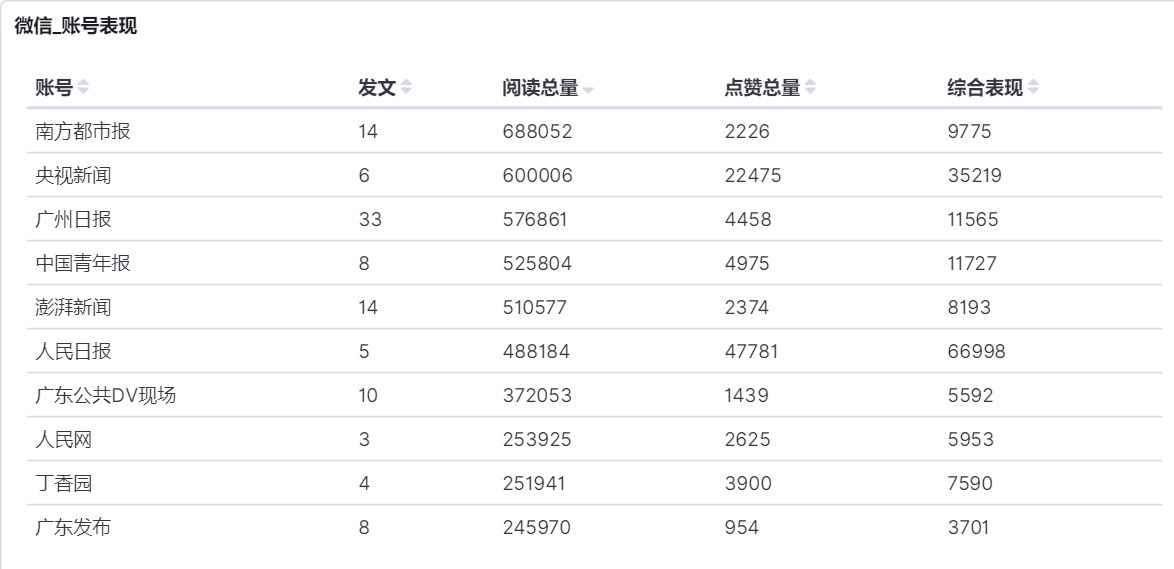 微信_账号表现
账号 发文 阅读总量 点赞总量 综合表现
南方都市报 14 688052 2226 9775
央视新闻 6 600006 22475 35219
广州日报 33 576861 4458 11565
中国青年报 8 525804 4975 11727
澎湃新闻 14 510577 2374 8193
人民日报 5 488184 47781 66998
广东公共DV现场 10 372053 1439 5592
人民网 3 253925 2625 5953
丁香园 4 251941 3900 7590
广东发布 8 245970 954 3701